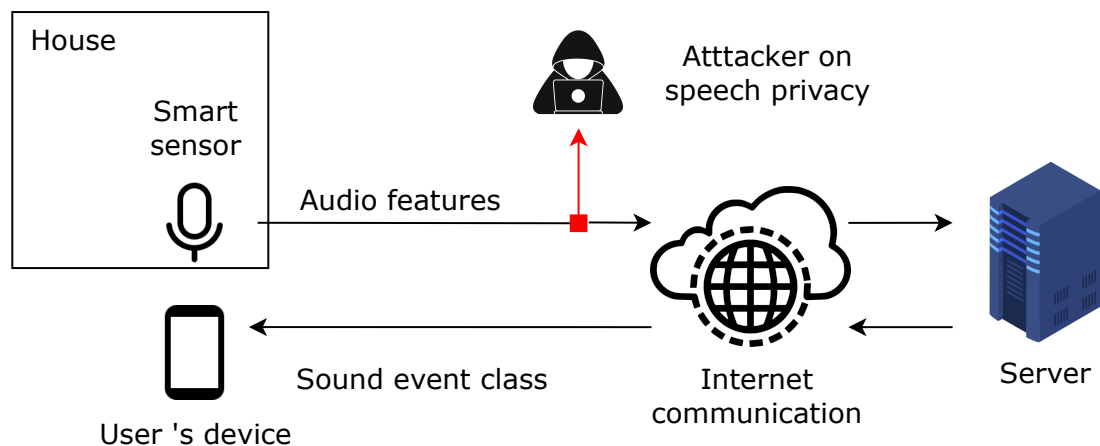 House
Smart
sensor
Audio features
Atttacker on
speech privacy
Sound event class
Internet
communication
Server
User 's device